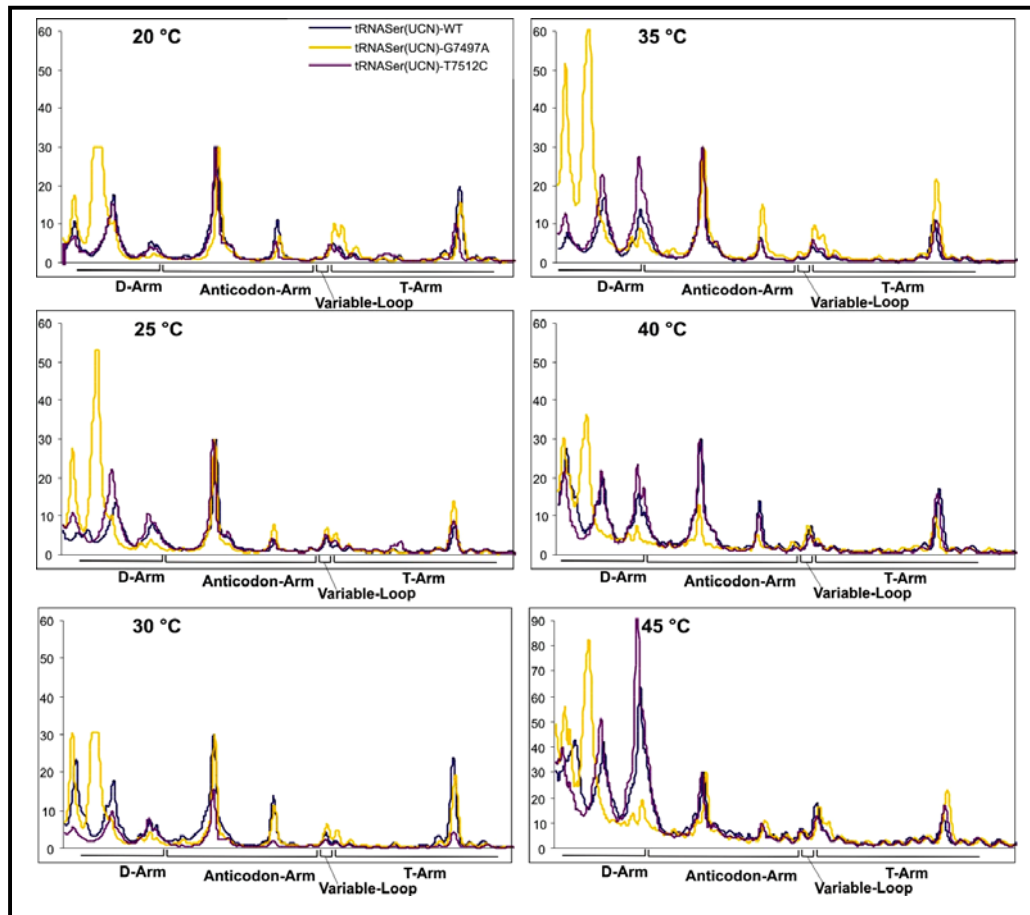 20 °C
tRNASer(UCN)-WT
tRNASer(UCN)-G7497A
tRNASer(UCN)-T7512C
60
50
40
30
20
10
0
D-Arm
Anticodon-Arm
Variable-Loop
T-Arm
35 °C
60
50
40
30
20
10
0
D-Arm
Anticodon-Arm
Variable-Loop
T-Arm
25 °C
60
50
40
30
20
10
0
D-Arm
Anticodon-Arm
Variable-Loop
T-Arm
40 °C
60
50
40
30
20
10
0
D-Arm
Anticodon-Arm
Variable-Loop
T-Arm
30 °C
60
50
40
30
20
10
0
D-Arm
Anticodon-Arm
Variable-Loop
T-Arm
45 °C
90
80
70
60
50
40
30
20
10
0
D-Arm
Anticodon-Arm
Variable-Loop
T-Arm